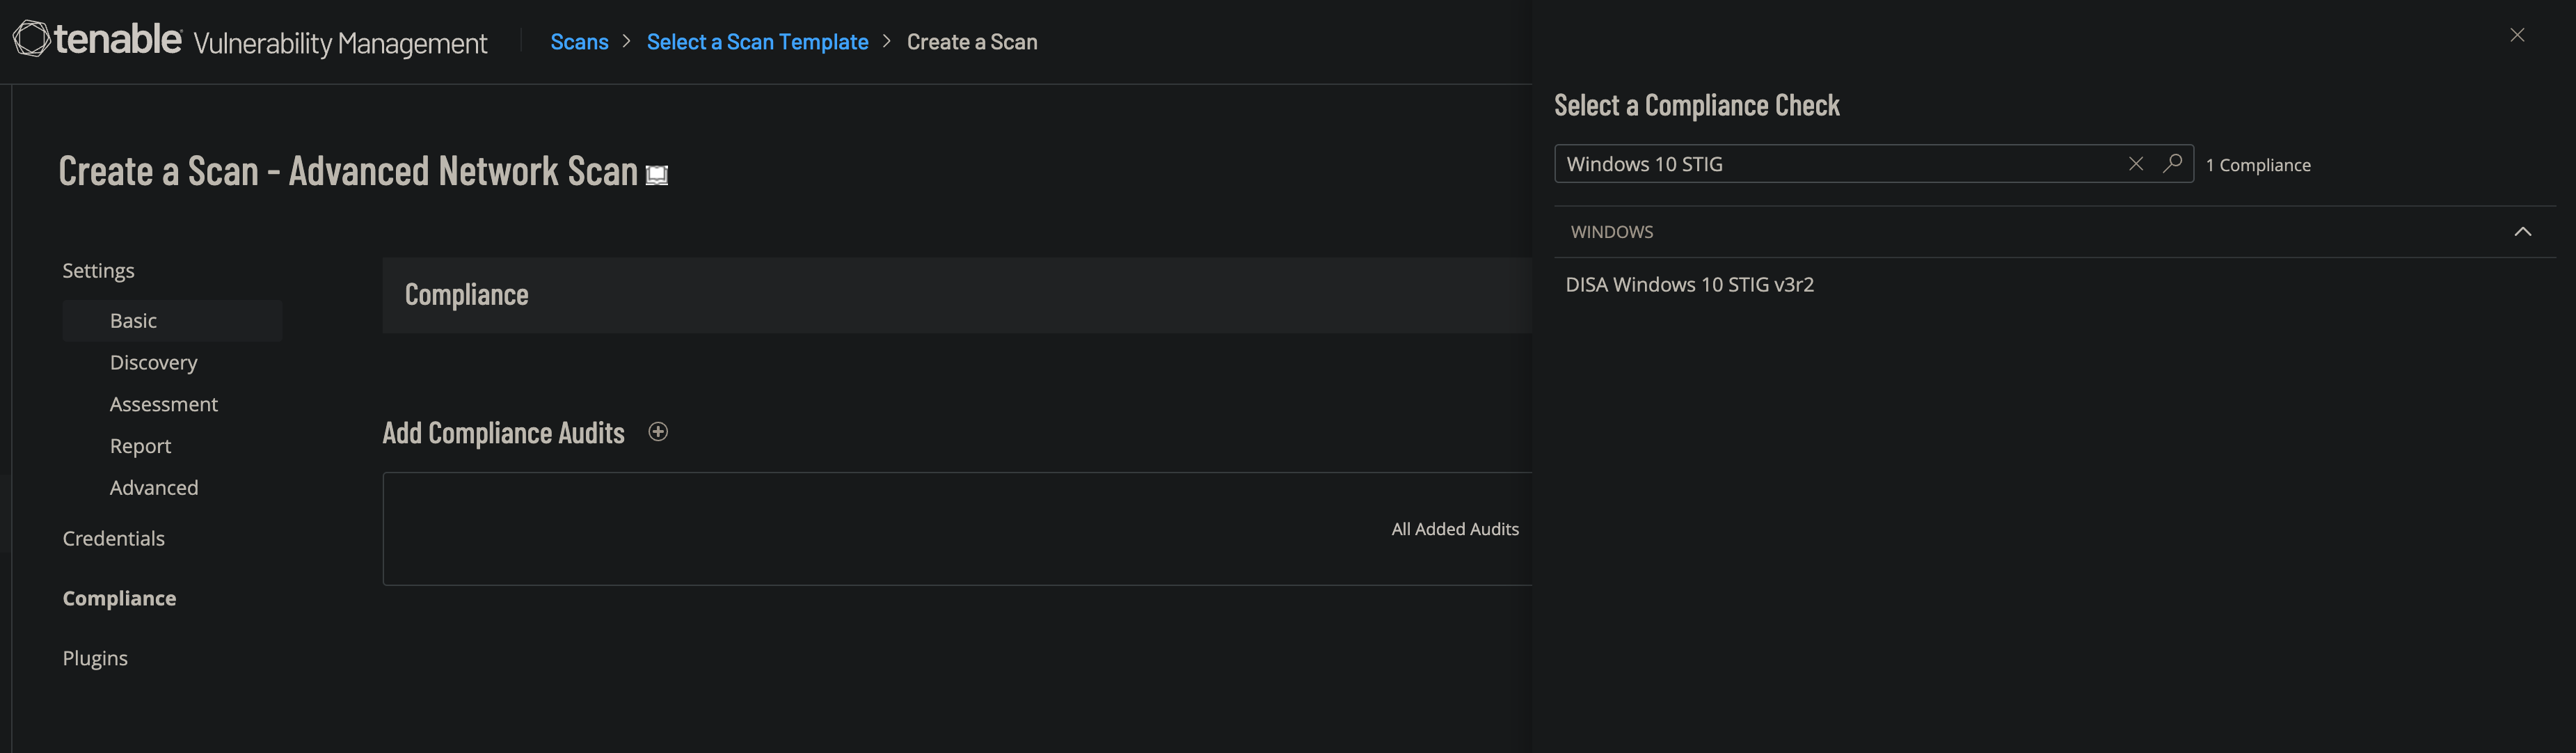 tenable Vulnerability Management
Scans > Select a Scan Template > Create a Scan
Create a Scan - Advanced Network Scan
Settings
Basic
Discovery
Assessment
Report
Advanced
Credentials
Compliance
Plugins
Compliance
Add Compliance Audits
All Added Audits
Select a Compliance Check
Windows 10 STIG
1 Compliance
WINDOWS
DISA Windows 10 STIG v3r2